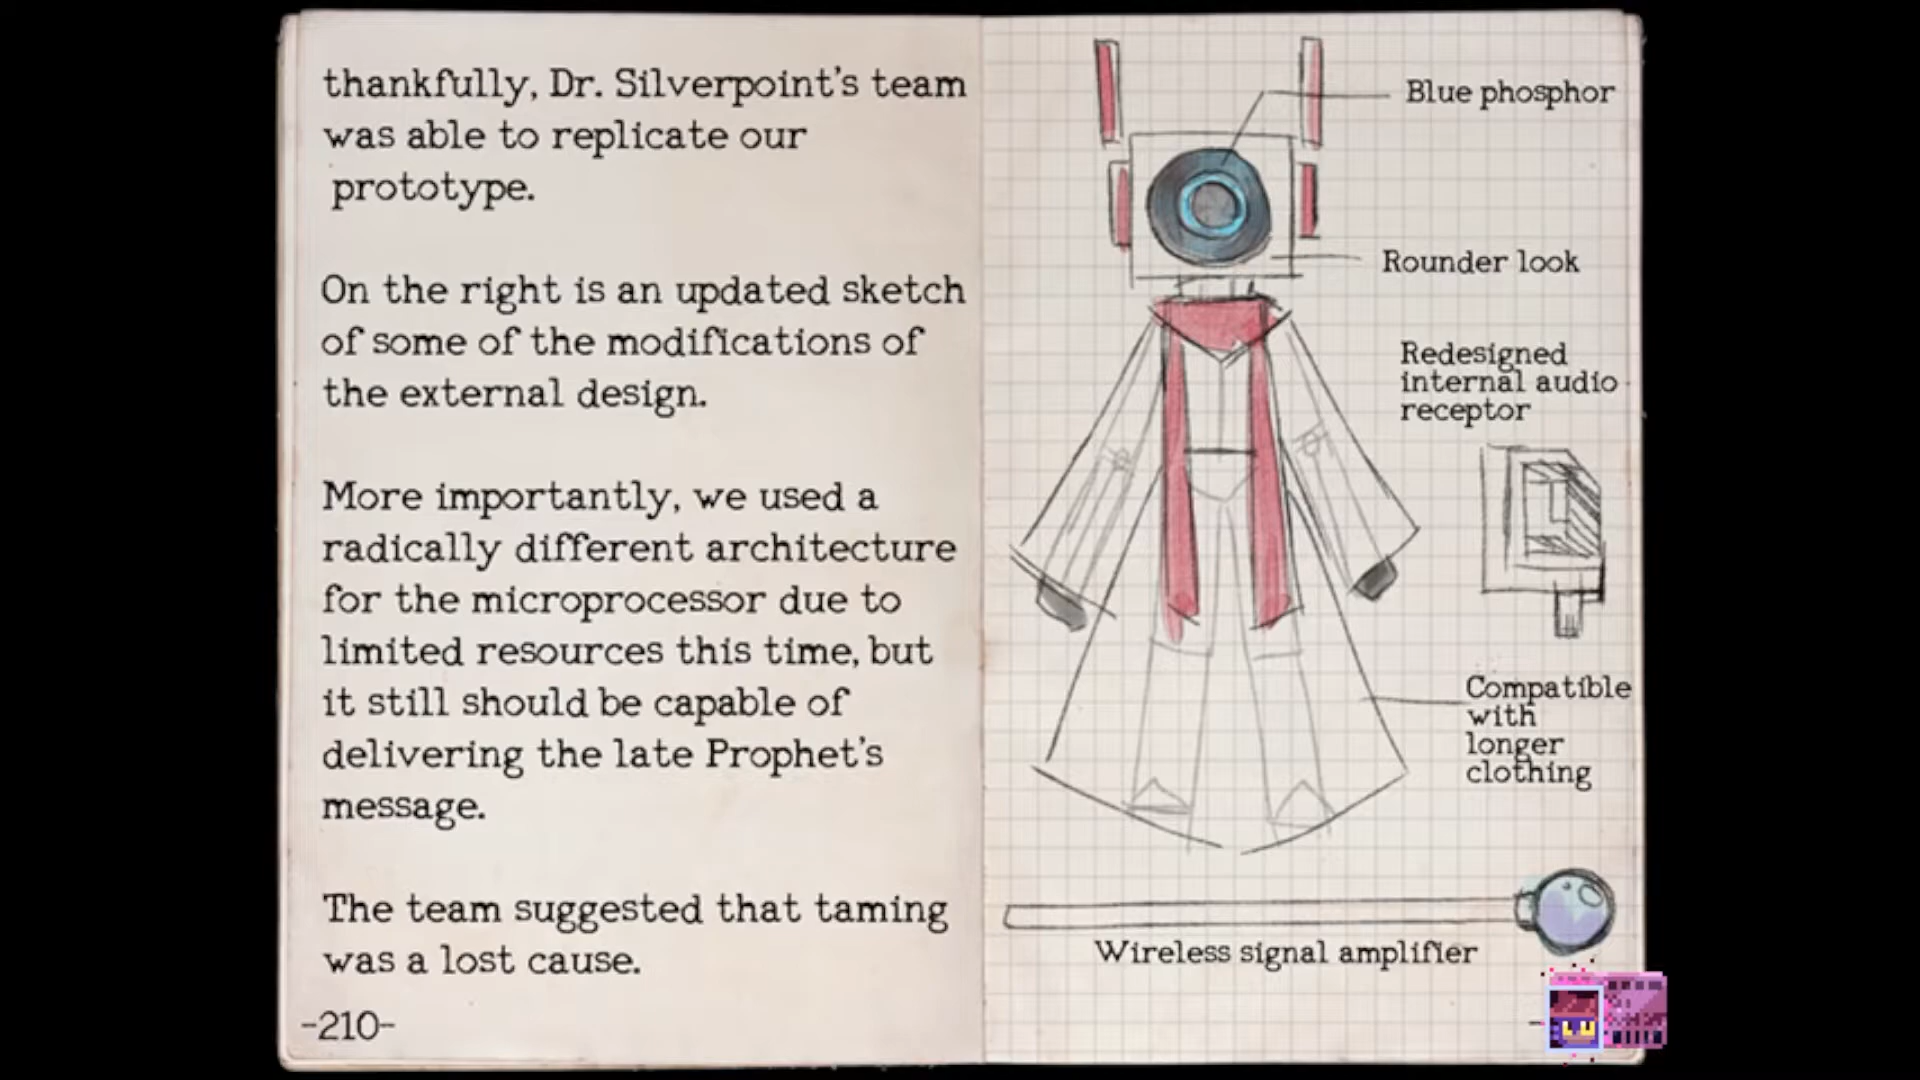 thankfully, Dr. Silverpoint's team
was able to replicate our
prototype.
On the right is an updated sketch
of some of the modifications of
the external design.
More importantly, we used a
radically different architecture
for the microprocessor due to
limited resources this time, but
it still should be capable of
delivering the late Prophet's
message.
The team suggested that taming
was a lost cause.
-210-
Blue phosphor
Rounder look
Redesigned
internal audio
receptor
Compatible
with
longer
clothing
Wireless signal amplifier